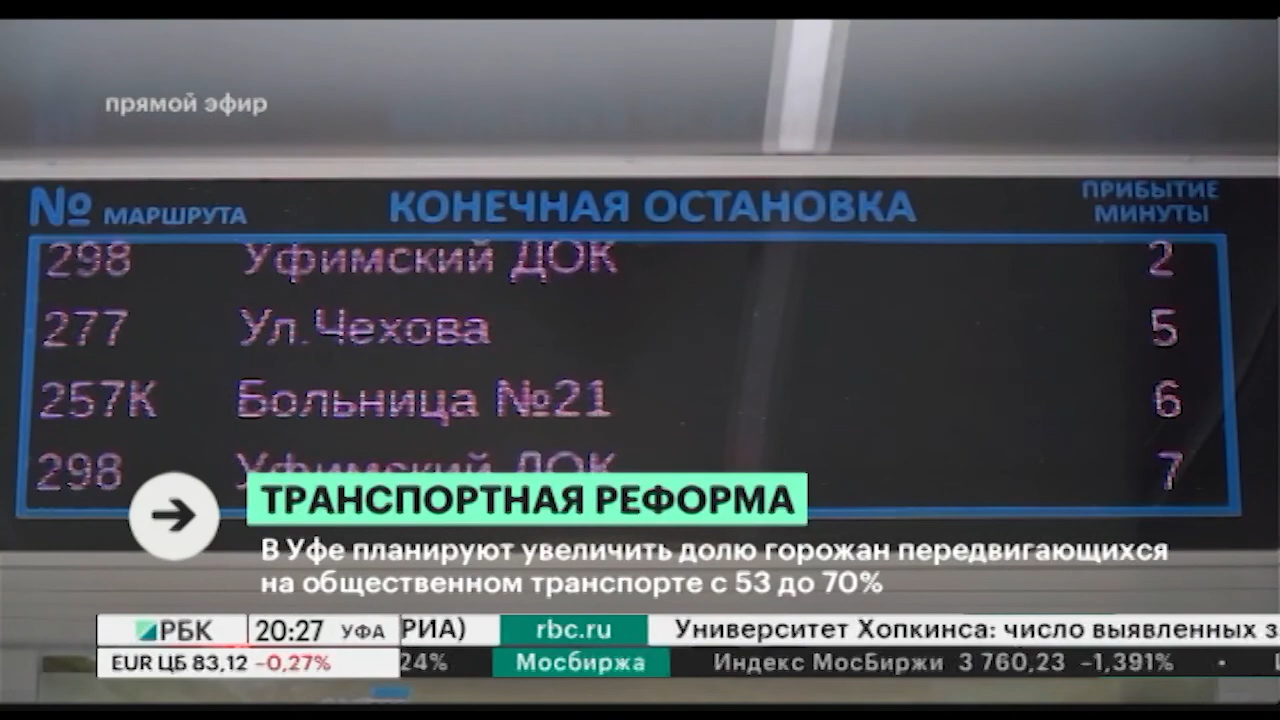 прямой эфир
№ МАРШРУТА КОНЕЧНАЯ ОСТАНОВКА ПРИБЫТИЕ МИНУТЫ
298 Уфимский ДОК 2
277 Ул.Чехова 5
257К Больница №21 6
298 Уфимский ДОК 7
ТРАНСПОРТНАЯ РЕФОРМА
В Уфе планируют увеличить долю горожан передвигающихся
на общественном транспорте с 53 до 70%
РБК 20:27 УФА РИА) rbc.ru Университет Хопкинса: число выявленных з
EUR ЦБ 83,12 -0,27% 24% Мосбиржа Индекс МосБиржи 3 760,23 -1,391% •